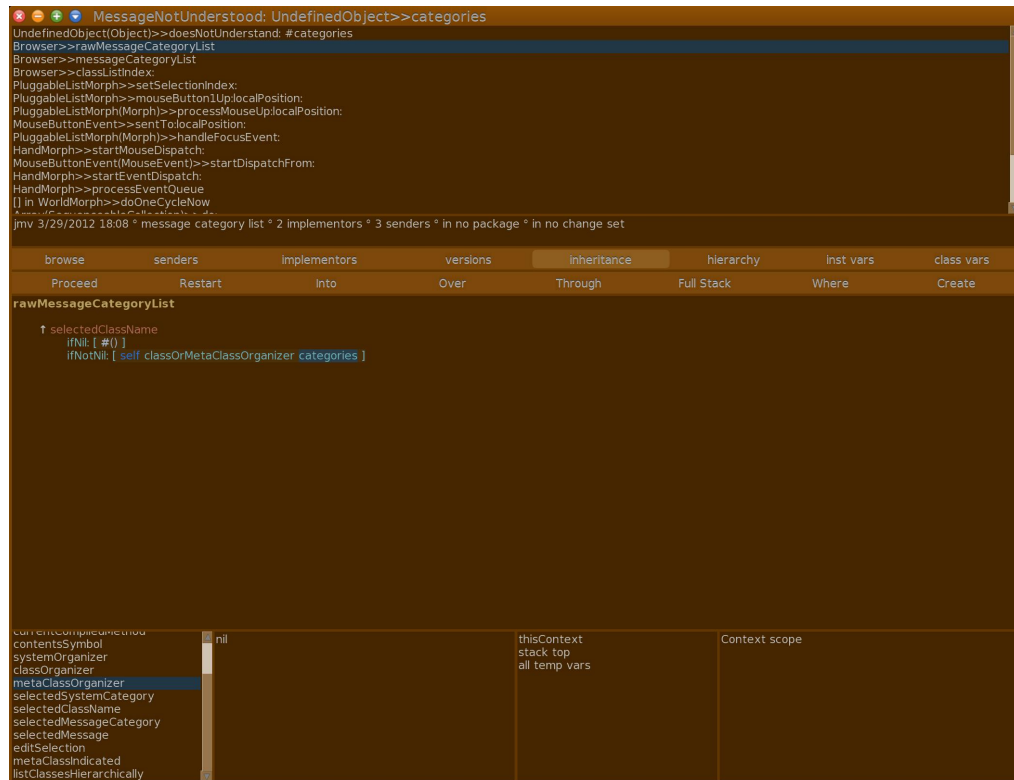 MessageNotUnderstood: UndefinedObject>>categories
UndefinedObject(Object)>>doesNotUnderstand: #categories
Browser>>rawMessageCategoryList
Browser>>messageCategoryList
Browser>>classListIndex:
PluggableListMorph>>setSelectionIndex:
PluggableListMorph>>mouseButton1Up:localPosition:
PluggableListMorph(Morph)>>processMouseUp:localPosition:
MouseButtonEvent>>sentTo:localPosition:
PluggableListMorph(Morph)>>handleFocusEvent:
HandMorph>>startMouseDispatch:
MouseButtonEvent(MouseEvent)>>startDispatchFrom:
HandMorph>>startEventDispatch:
HandMorph>>processEventQueue
[] in WorldMorph>>doOneCycleNow
Array(SequenceableCollection)>>do:
jmv 3/29/2012 18:08 ° message category list ° 2 implementors ° 3 senders ° in no package ° in no change set
browse senders implementors versions inheritance hierarchy inst vars class vars
Proceed Restart Into Over Through Full Stack Where Create
rawMessageCategoryList
↑ selectedClassName
ifNil: [ #() ]
ifNotNil: [ self classOrMetaClassOrganizer categories ]
currentCompiledMethod
contentsSymbol
systemOrganizer
classOrganizer
metaClassOrganizer
selectedSystemCategory
selectedClassName
selectedMessageCategory
selectedMessage
editSelection
metaClassIndicated
listClassesHierarchically
nil
thisContext
stack top
all temp vars
Context scope